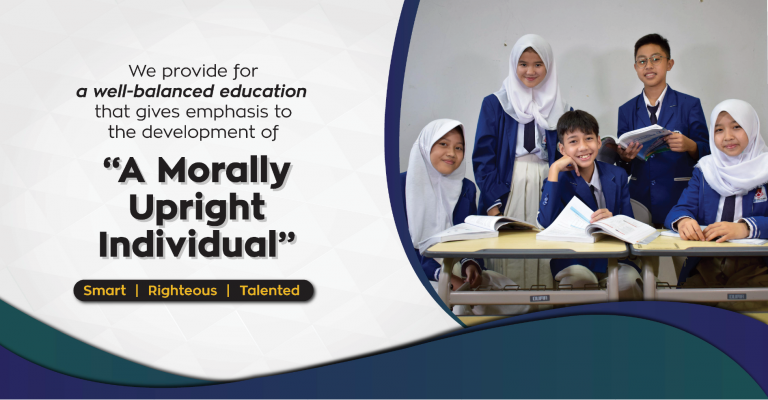 We provide for
a well-balanced education
that gives emphasis to
the development of
“A Morally
Upright
Individual”
Smart | Righteous | Talented